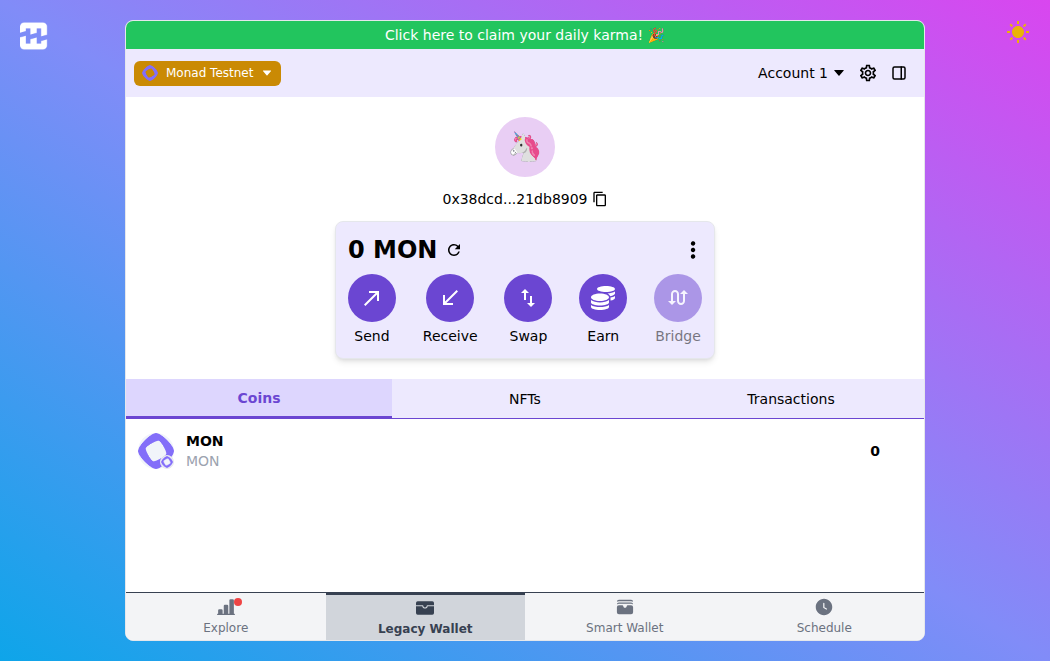 Click here to claim your daily karma! 🎉
Monad Testnet
Account 1
0x38dcd...21db8909
0 MON
Send
Receive
Swap
Earn
Bridge
Coins
NFTs
Transactions
MON
MON
0
Explore
Legacy Wallet
Smart Wallet
Schedule